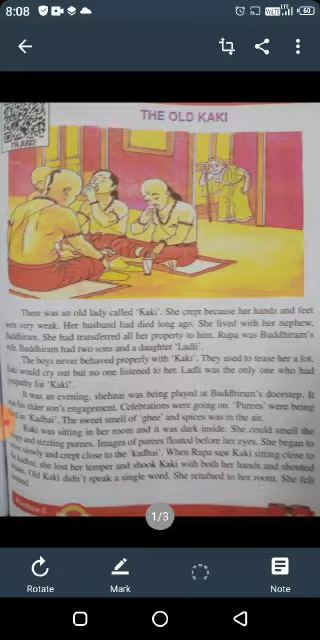 8:08
60
THE OLD KAKI
There was an old lady called 'Kaki'. She crept because her hands and feet
very weak. Her husband had died long ago. She lived with her nephew,
Buddhiram. She had transferred all her property to him. Rupa was Buddhiram's
wife. Buddhiram had two sons and a daughter 'Ladli'.
The boys never behaved properly with 'Kaki'. They used to tease her a lot.
Kaki would cry out but no one listened to her. Ladli was the only one who had
sympathy for 'Kaki'.
It was an evening, shehnai was being played at Buddhiram's doorstep. It
was his elder son's engagement. Celebrations were going on. 'Purees' were being
in 'Kadhai'. The sweet smell of 'ghee' and spices was in the air.
Kaki was sitting in her room and it was dark inside. She could smell the
and sizzling purees. Images of purees floated before eyes. She began to
slowly and crept close to the 'kadhai'. When Rupa saw Kaki sitting close to
kadhai, she lost her temper and shook Kaki with both her hands and shouted
Old Kaki didn't speak a single word. She returned to her room. She felt
1/3
Rotate
Mark
Note